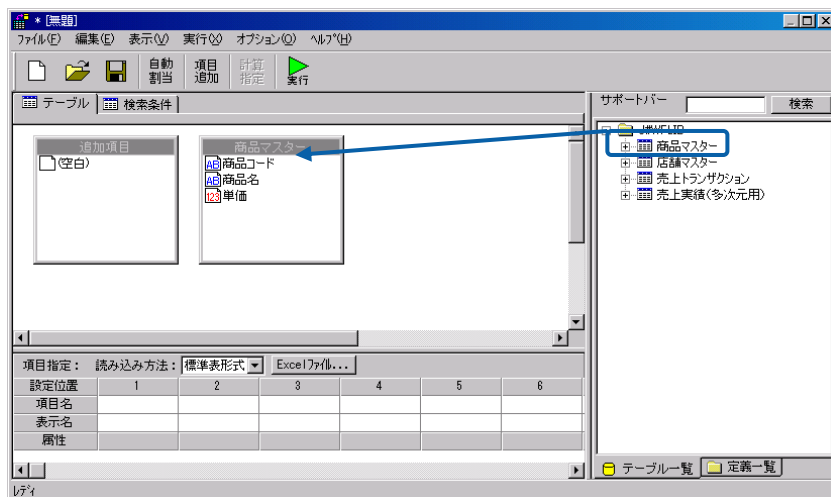 * [無題]
ファイル(F) 編集(E) 表示(V) 実行(X) オプション(O) ヘルプ(H)
自動割当 項目追加 計算指定 実行
テーブル 検索条件
サポートバー 検索
追加項目
(空白)
商品マスター
AB 商品コード
AB 商品名
123 単価
商品マスター
店舗マスター
売上トランザクション
売上実績(多次元用)
項目指定： 読み込み方法： 標準表形式 Excelファイル...
設定位置 1 2 3 4 5 6
項目名
表示名
属性
テーブル一覧 定義一覧
レディ